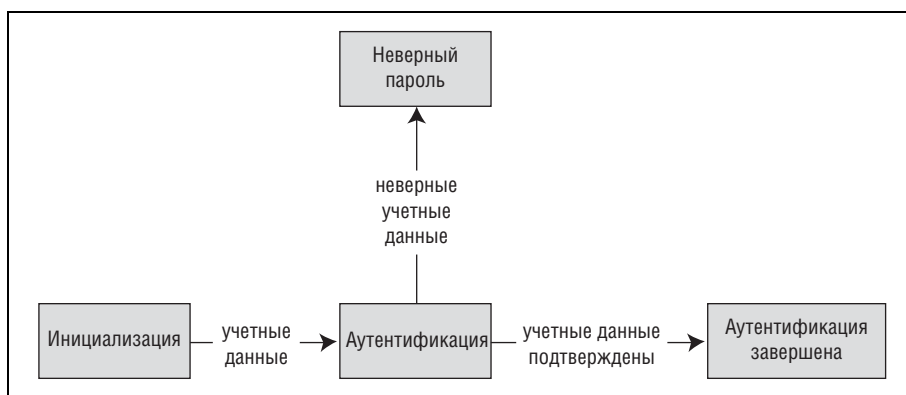 Неверный
пароль
неверные
учетные
данные
Инициализация
учетные
данные
Аутентификация
учетные данные
подтверждены
Аутентификация
завершена